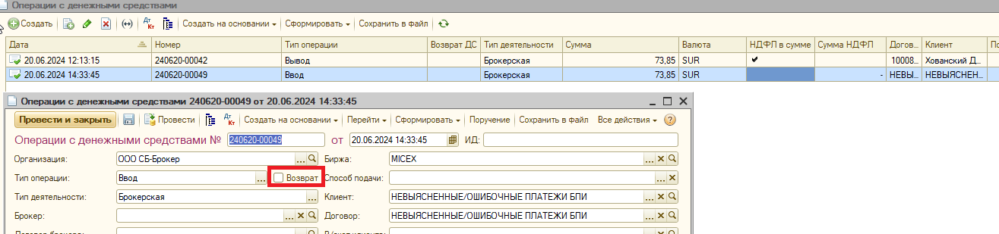 Операции с денежными средствами
Создать Дт Кт Создать на основании Сформировать Сохранить в файл
Дата Номер Тип операции Возврат ДС Тип деятельности Сумма Валюта НДФЛ в сумме Сумма НДФЛ Догов... Клиент По
20.06.2024 12:13:15 240620-00042 Вывод Брокерская 73,85 SUR 10008... Хованский Д...
20.06.2024 14:33:45 240620-00049 Ввод Брокерская 73,85 SUR - НЕВЫ... НЕВЫЯСНЕН...
Операции с денежными средствами 240620-00049 от 20.06.2024 14:33:45
Провести и закрыть Провести Дт Кт Создать на основании Перейти Сформировать Поручение Сохранить в файл Все действия ?
Операции с денежными средствами № 240620-00049 от 20.06.2024 14:33:45 ИД:
Организация: ООО СБ-Брокер ... Биржа: MICEX ...
Тип операции: Ввод ... Возврат Способ подачи: ...
Тип деятельности: Брокерская ... Клиент: НЕВЫЯСНЕННЫЕ/ОШИБОЧНЫЕ ПЛАТЕЖИ БПИ ...
Брокер: ... Договор: НЕВЫЯСНЕННЫЕ/ОШИБОЧНЫЕ ПЛАТЕЖИ БПИ ...